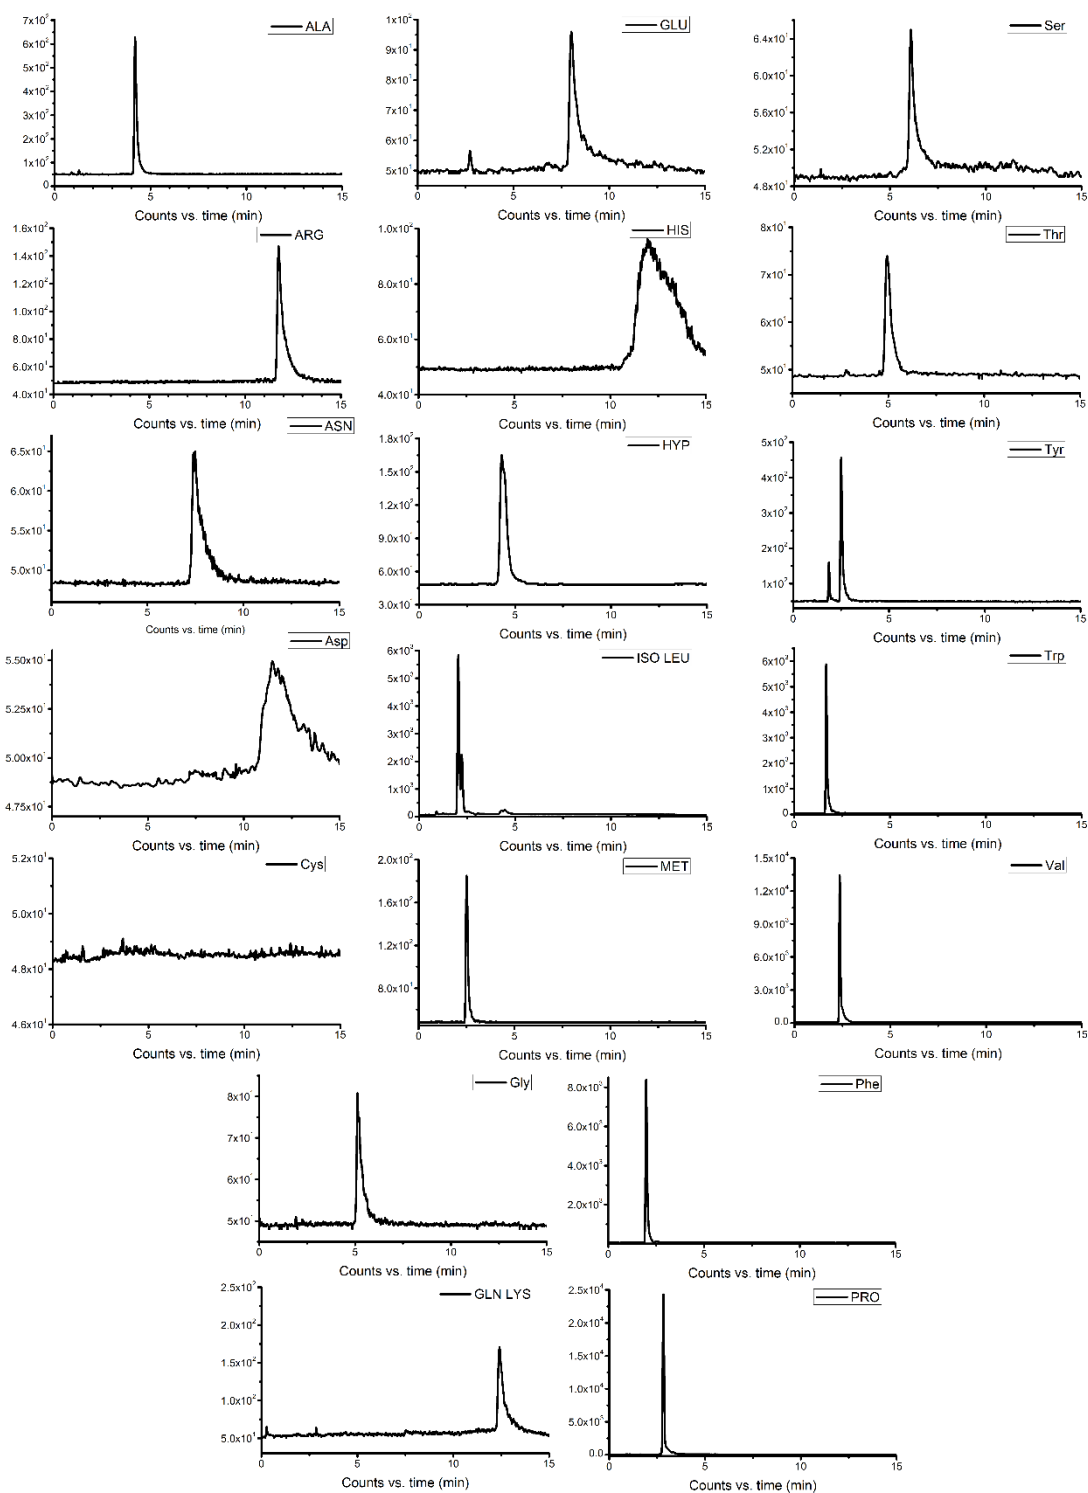 ALA
7x10²
6x10²
5x10²
4x10²
3x10²
2x10²
1x10²
0
0 5 10 15
Counts vs. time (min)
GLU
1x10²
9x10¹
8x10¹
7x10¹
6x10¹
5x10¹
0 5 10 15
Counts vs. time (min)
Ser
6.4x10¹
6.0x10¹
5.6x10¹
5.2x10¹
4.8x10¹
0 5 10 15
Counts vs. time (min)
ARG
1.6x10²
1.4x10²
1.2x10²
1.0x10²
8.0x10¹
6.0x10¹
4.0x10¹
0 5 10 15
Counts vs. time (min)
HIS
1.0x10²
8.0x10¹
6.0x10¹
4.0x10¹
0 5 10 15
Counts vs. time (min)
Thr
8x10¹
7x10¹
6x10¹
5x10¹
0 5 10 15
Counts vs. time (min)
ASN
6.5x10¹
6.0x10¹
5.5x10¹
5.0x10¹
0 5 10 15
Counts vs. time (min)
HYP
1.8x10²
1.5x10²
1.2x10²
9.0x10
6.0x10
3.0x10
0 5 10 15
Counts vs. time (min)
Tyr
5x10²
4x10²
3x10²
2x10²
1x10²
0 5 10 15
Counts vs. time (min)
Asp
5.50x10¹
5.25x10¹
5.00x10¹
4.75x10¹
0 5 10 15
Counts vs. time (min)
ISO LEU
6x10³
5x10³
4x10³
3x10³
2x10³
1x10³
0
0 5 10 15
Counts vs. time (min)
Trp
6x10³
5x10³
4x10³
3x10³
2x10³
1x10³
0
0 5 10 15
Counts vs. time (min)
Cys
5.2x10¹
5.0x10¹
4.8x10¹
4.6x10¹
0 5 10 15
Counts vs. time (min)
MET
2.0x10²
1.6x10²
1.2x10²
8.0x10¹
0 5 10 15
Counts vs. time (min)
Val
1.5x10⁴
1.2x10⁴
9.0x10³
6.0x10³
3.0x10³
0.0
0 5 10 15
Counts vs. time (min)
Gly
8x10
7x10
6x10
5x10
0 5 10 15
Counts vs. time (min)
Phe
8.0x10³
6.0x10³
4.0x10³
2.0x10³
0 5 10 15
Counts vs. time (min)
GLN LYS
2.5x10²
2.0x10²
1.5x10²
1.0x10²
5.0x10¹
0 5 10 15
Counts vs. time (min)
PRO
2.5x10⁴
2.0x10⁴
1.5x10⁴
1.0x10⁴
5.0x10³
0.0
0 5 10 15
Counts vs. time (min)